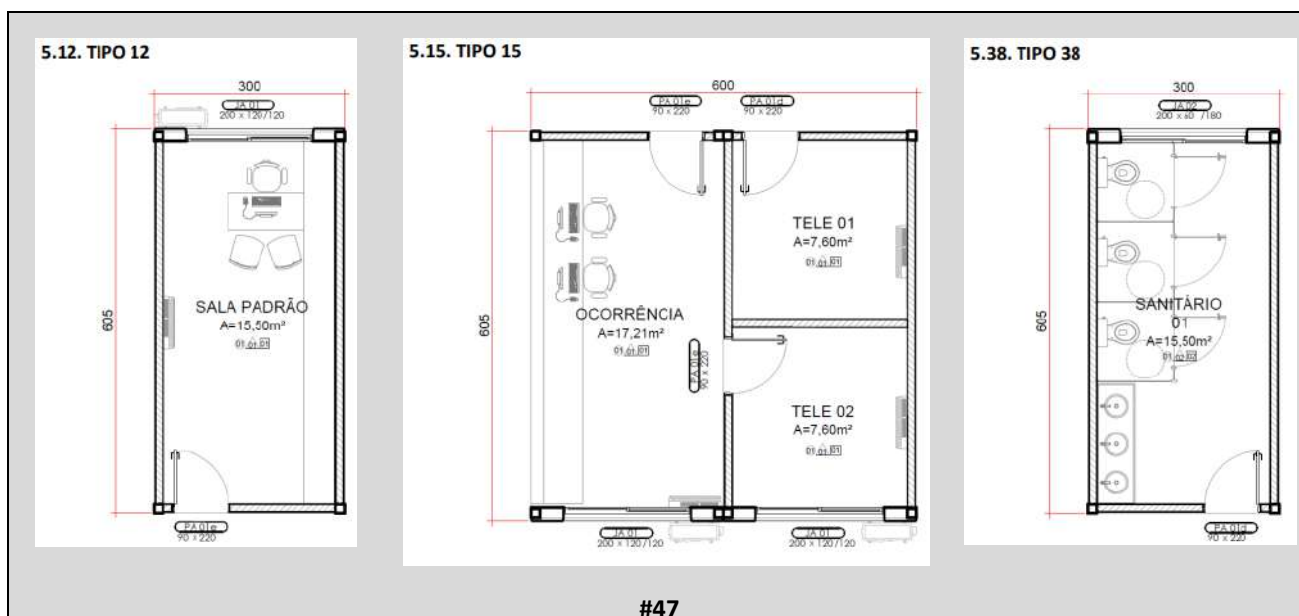 5.12. TIPO 12
300
JA 01
200 x 120/120
605
SALA PADRÃO
A=15,50m²
01 01 01
PA 01e
90 x 220
5.15. TIPO 15
600
PA 01e
90 x 220
PA 01d
90 x 220
605
TELE 01
A=7,60m²
01 01 01
OCORRÊNCIA
A=17,21m²
01 01 01
PA 01e
90 x 220
TELE 02
A=7,60m²
01 01 01
JA 01
200 x 120/120
JA 01
200 x 120/120
5.38. TIPO 38
300
JA 02
200 x 60 /180
605
SANITÁRIO
01
A=15,50m²
01 02 02
PA 01d
90 x 220
#47